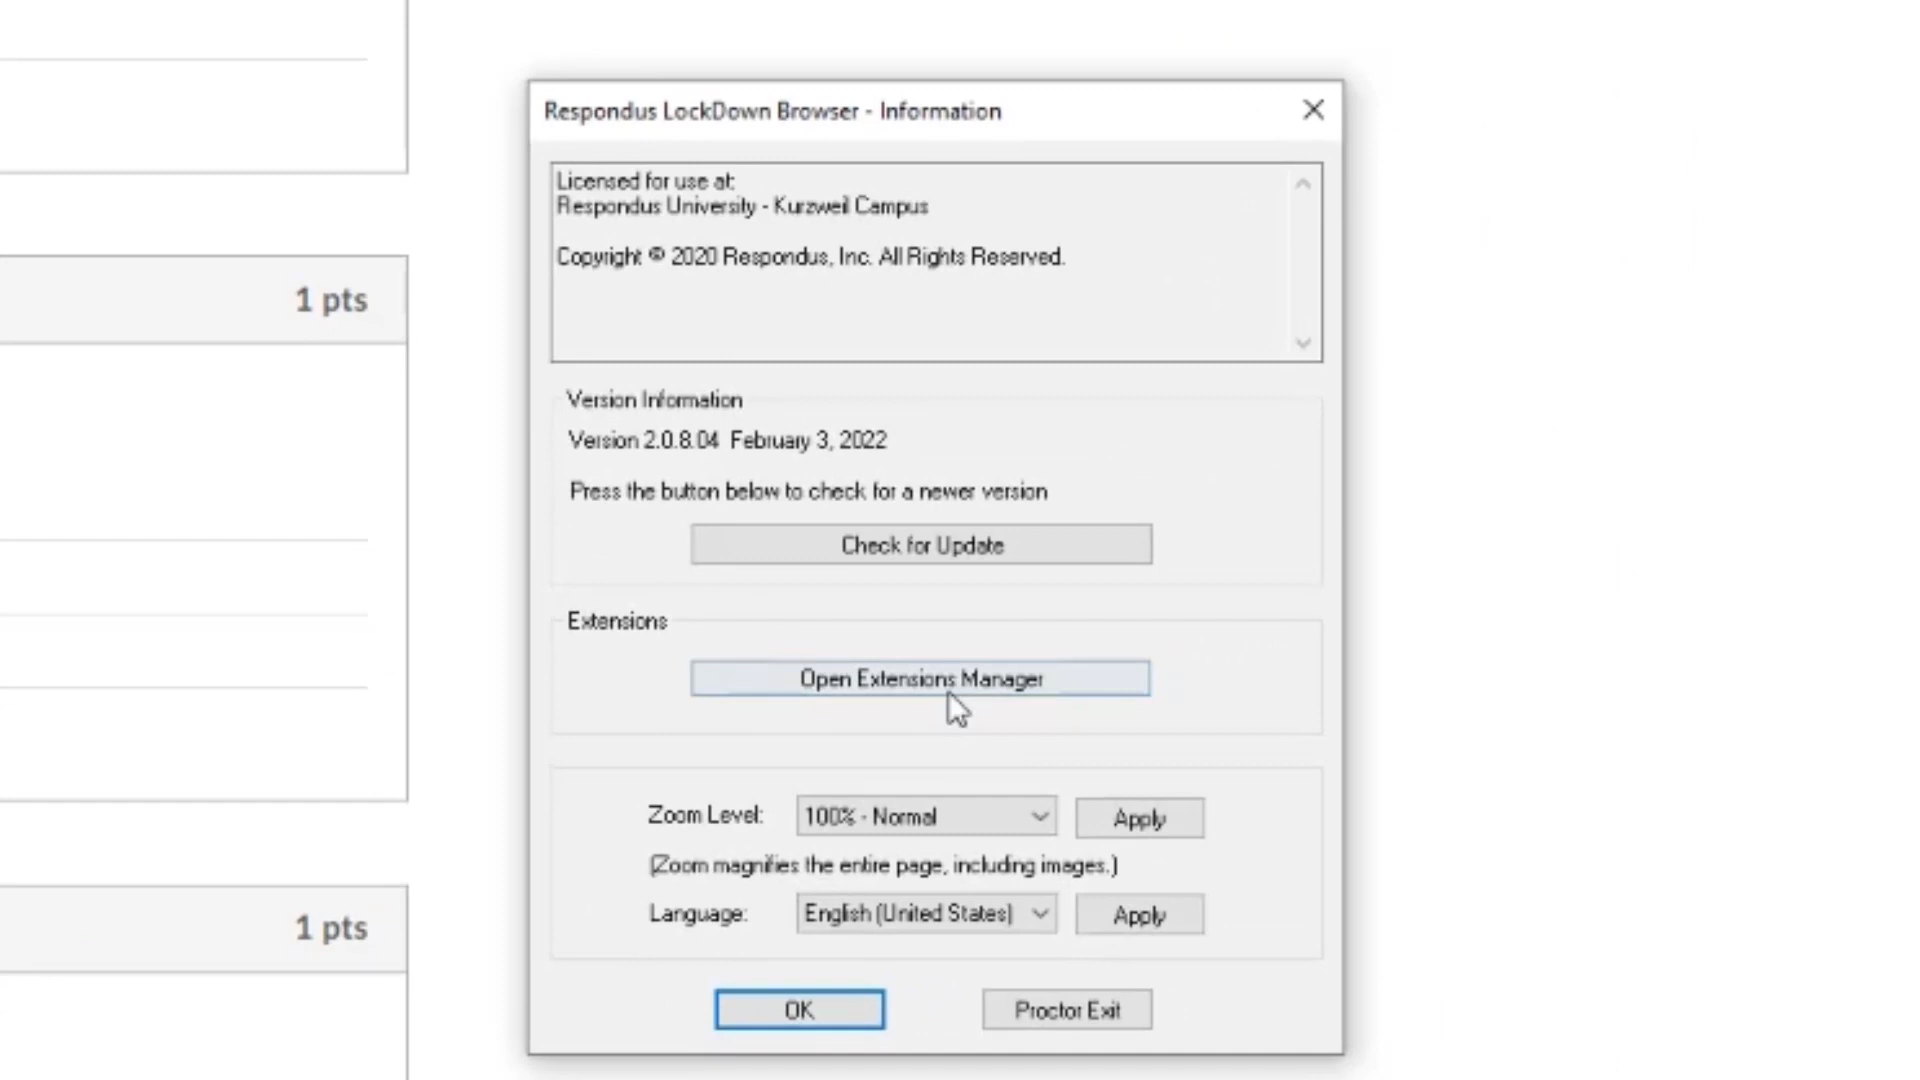 Respondus LockDown Browser - Information
Licensed for use at:
Respondus University - Kurzweil Campus
Copyright © 2020 Respondus, Inc. All Rights Reserved.
1 pts
Version Information
Version 2.0.8.04 February 3, 2022
Press the button below to check for a newer version
Check for Update
Extensions
Open Extensions Manager
Zoom Level: 100% - Normal Apply
(Zoom magnifies the entire page, including images.)
Language: English (United States) Apply
1 pts
OK Proctor Exit